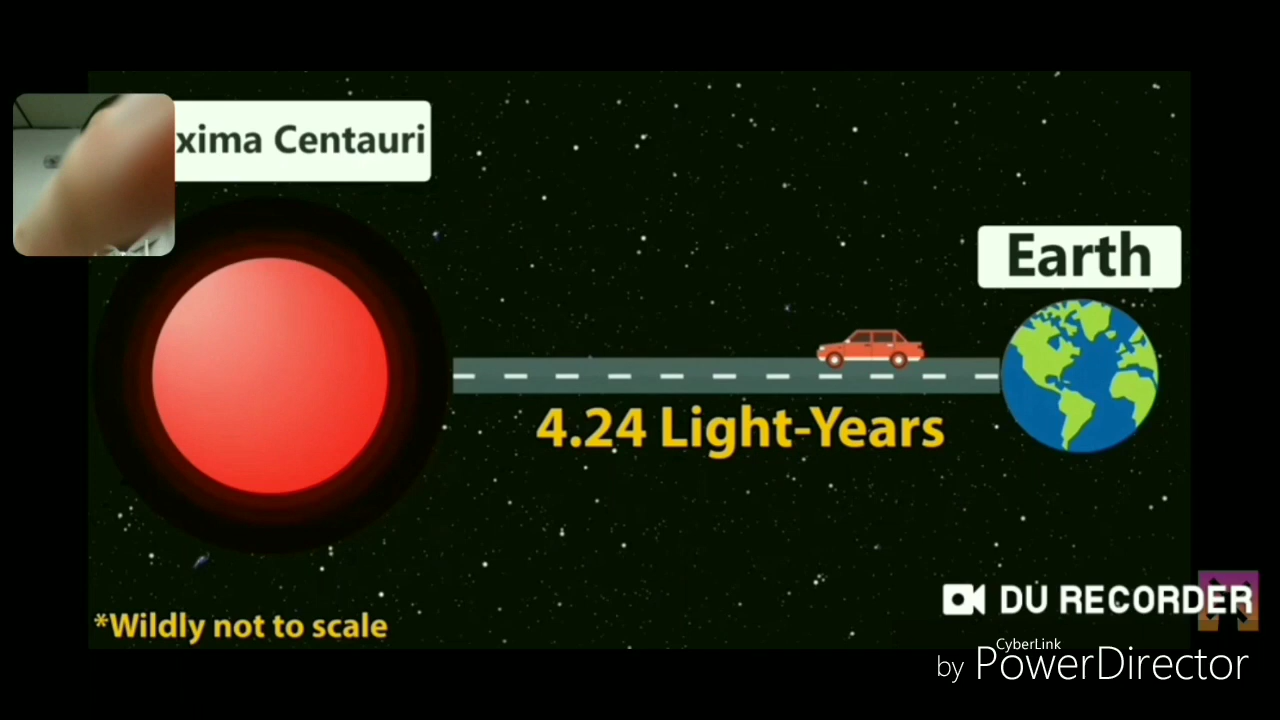 xima Centauri
Earth
4.24 Light-Years
*Wildly not to scale
DU RECORDER
CyberLink
by PowerDirector